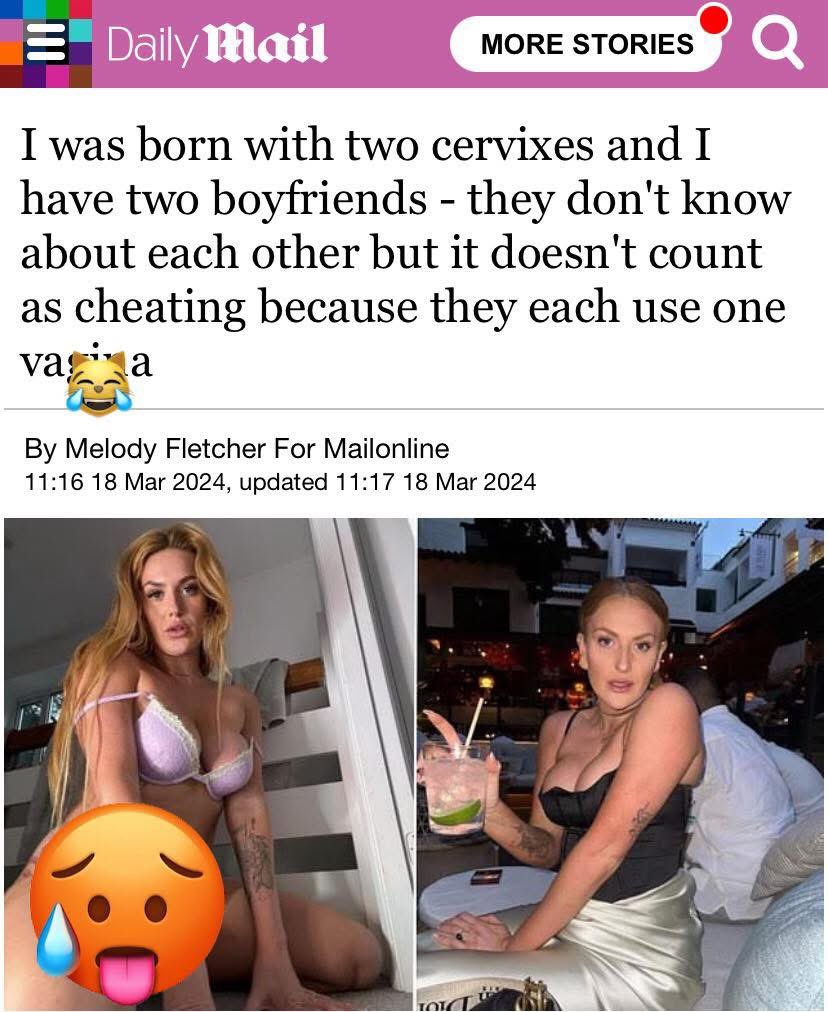 Daily Mail
MORE STORIES
I was born with two cervixes and I
have two boyfriends - they don't know
about each other but it doesn't count
as cheating because they each use one
vagina
By Melody Fletcher For Mailonline
11:16 18 Mar 2024, updated 11:17 18 Mar 2024